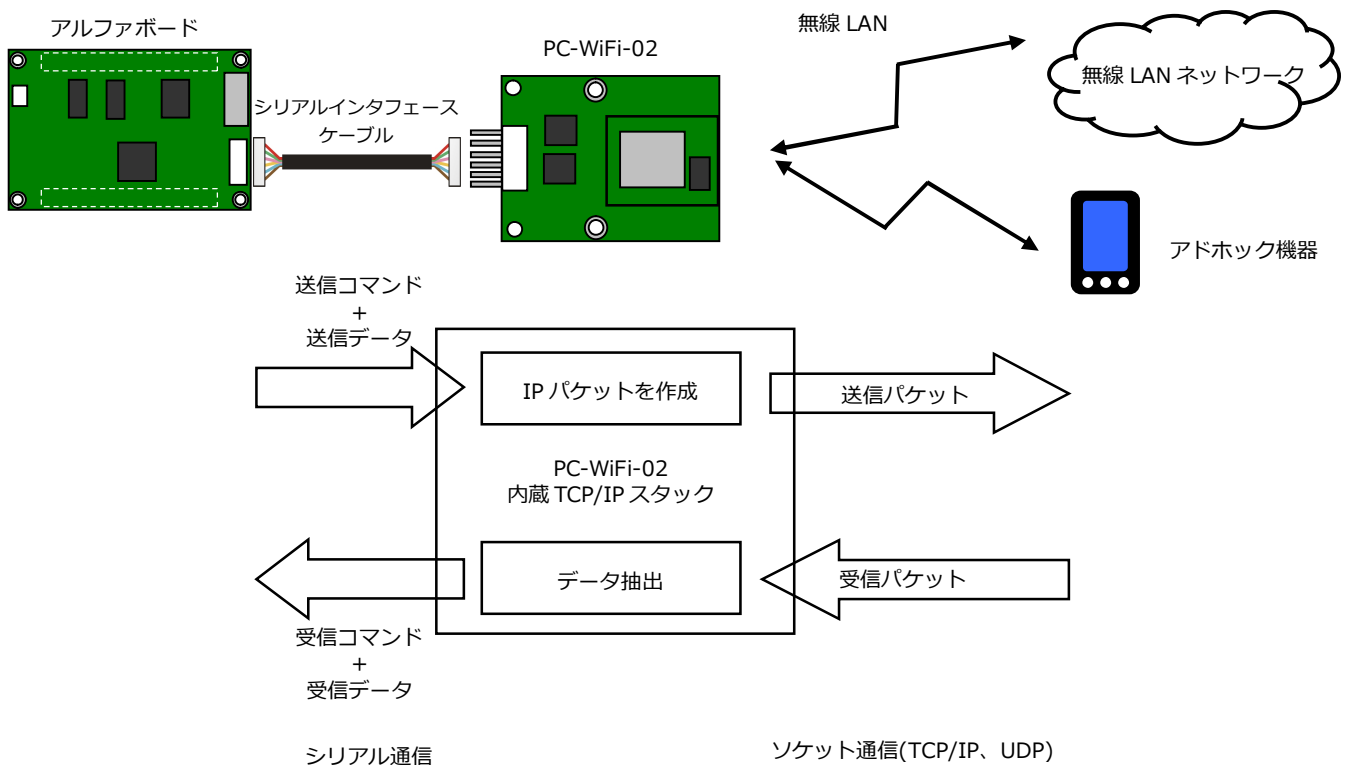 アルファボード
PC-WiFi-02
無線 LAN
無線 LAN ネットワーク
シリアルインタフェース
ケーブル
アドホック機器
送信コマンド
+
送信データ
IP パケットを作成
送信パケット
PC-WiFi-02
内蔵 TCP/IP スタック
データ抽出
受信パケット
受信コマンド
+
受信データ
シリアル通信
ソケット通信(TCP/IP、UDP)